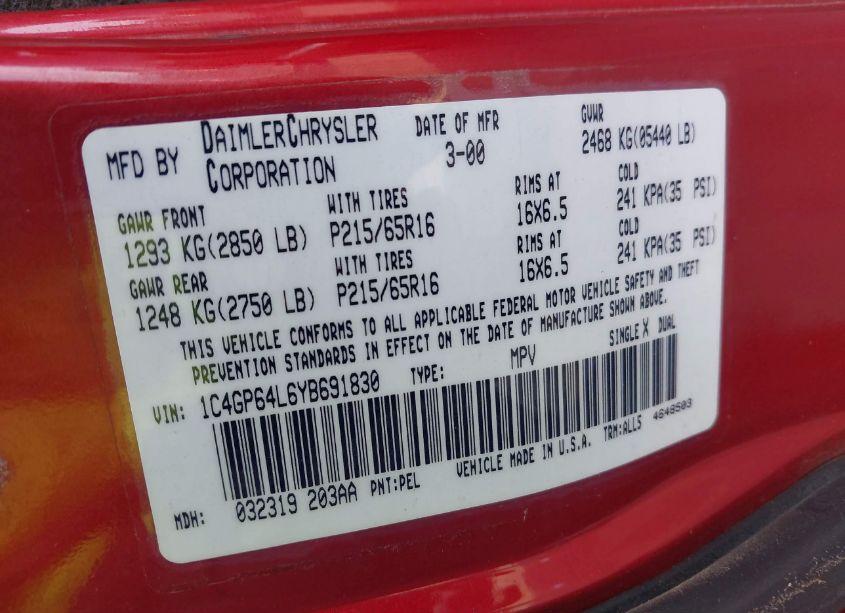 MFD BY DAIMLERCHRYSLER CORPORATION
DATE OF MFR 3-00
GVWR 2468 KG(05440 LB)
GAWR FRONT WITH TIRES RIMS AT COLD
1293 KG(2850 LB) P215/65R16 16X6.5 241 KPA(35 PSI)
GAWR REAR WITH TIRES RIMS AT COLD
1248 KG(2750 LB) P215/65R16 16X6.5 241 KPA(35 PSI)
THIS VEHICLE CONFORMS TO ALL APPLICABLE FEDERAL MOTOR VEHICLE SAFETY AND THEFT
PREVENTION STANDARDS IN EFFECT ON THE DATE OF MANUFACTURE SHOWN ABOVE.
VIN: 1C4GP64L6YB691830 TYPE: MPV SINGLE X DUAL
MDH: 032319 203AA PNT:PEL VEHICLE MADE IN U.S.A. TRM:ALL5 4648503